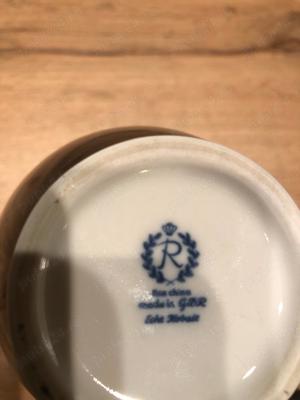 R
fine china
made in GDR
Echt Kobalt